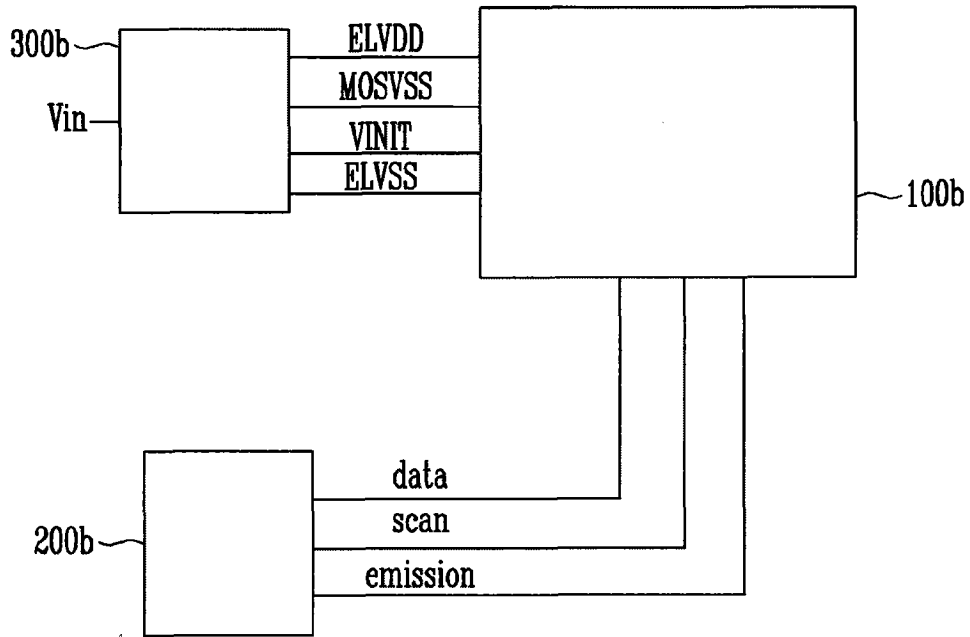 300b
ELVDD
MOSVSS
Vin
VINIT
ELVSS
100b
data
scan
200b
emission